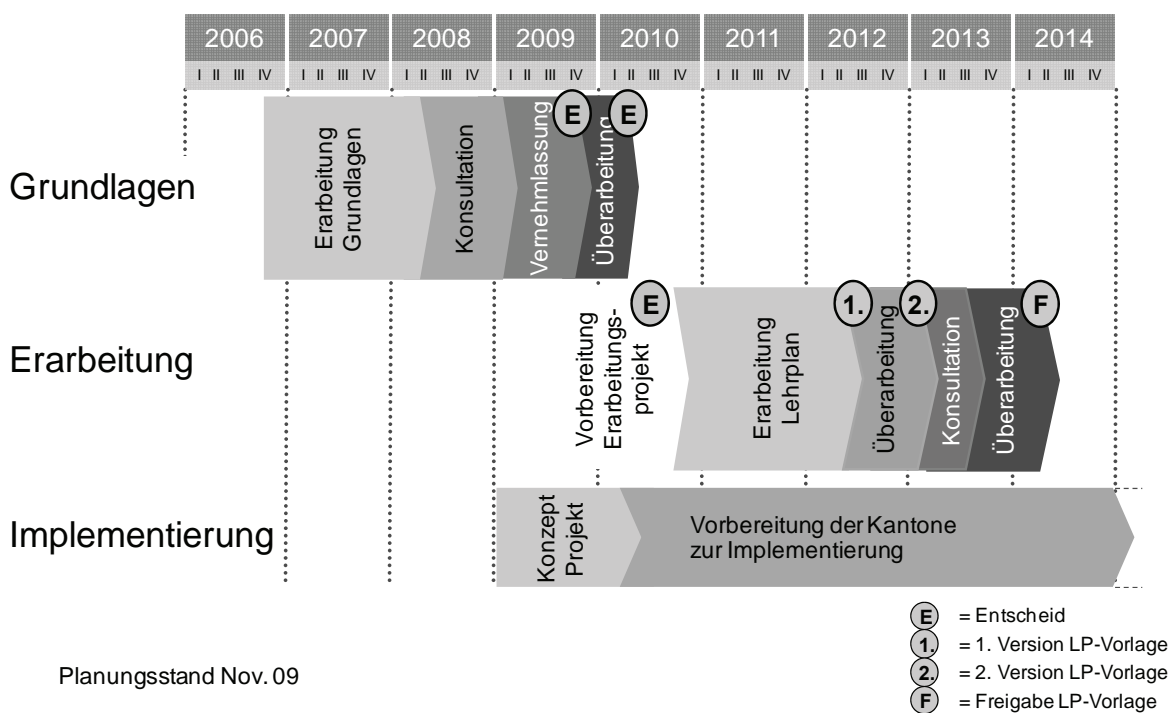 2006 2007 2008 2009 2010 2011 2012 2013 2014
I II III IV I II III IV I II III IV I II III IV I II III IV I II III IV I II III IV I II III IV I II III IV
Grundlagen
Erarbeitung
Grundlagen
Konsultation
Vernehmlassung
E
Überarbeitung
E
Erarbeitung
Vorbereitung
Erarbeitungs-
projekt
E
Erarbeitung
Lehrplan
1.
Überarbeitung
2.
Konsultation
Überarbeitung
F
Implementierung
Konzept
Projekt
Vorbereitung der Kantone
zur Implementierung
E = Entscheid
1. = 1. Version LP-Vorlage
2. = 2. Version LP-Vorlage
F = Freigabe LP-Vorlage
Planungsstand Nov. 09